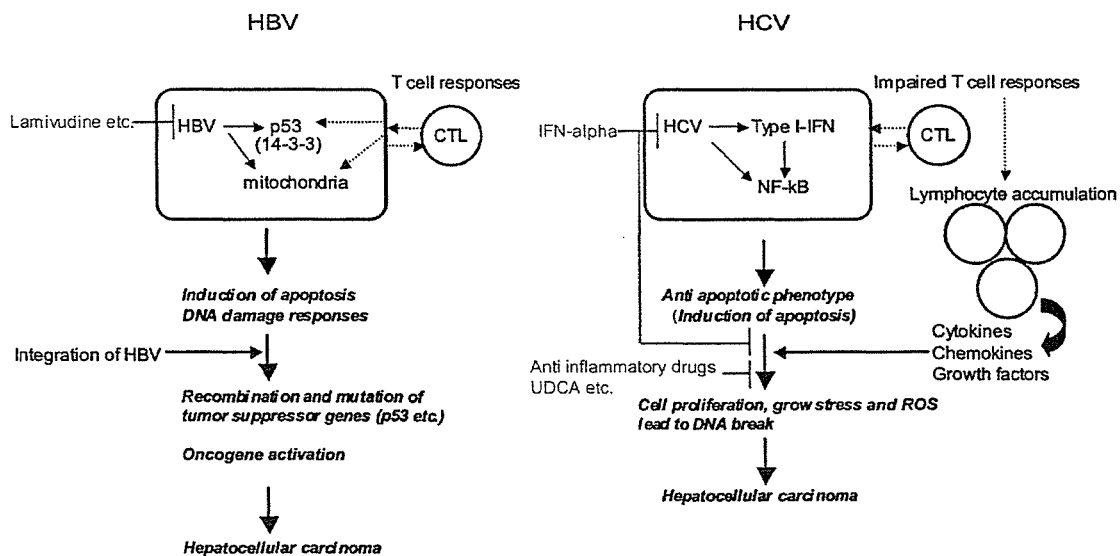 HBV
T cell responses
Lamivudine etc.
HBV
p53
(14-3-3)
CTL
mitochondria
Induction of apoptosis
DNA damage responses
Integration of HBV
Recombination and mutation of
tumor suppressor genes (p53 etc.)
Oncogene activation
Hepatocellular carcinoma
HCV
Impaired T cell responses
IFN-alpha
HCV
Type I-IFN
CTL
NF-kB
Lymphocyte accumulation
Anti apoptotic phenotype
(Induction of apoptosis)
Cytokines
Chemokines
Growth factors
Anti inflammatory drugs
UDCA etc.
Cell proliferation, grow stress and ROS
lead to DNA break
Hepatocellular carcinoma